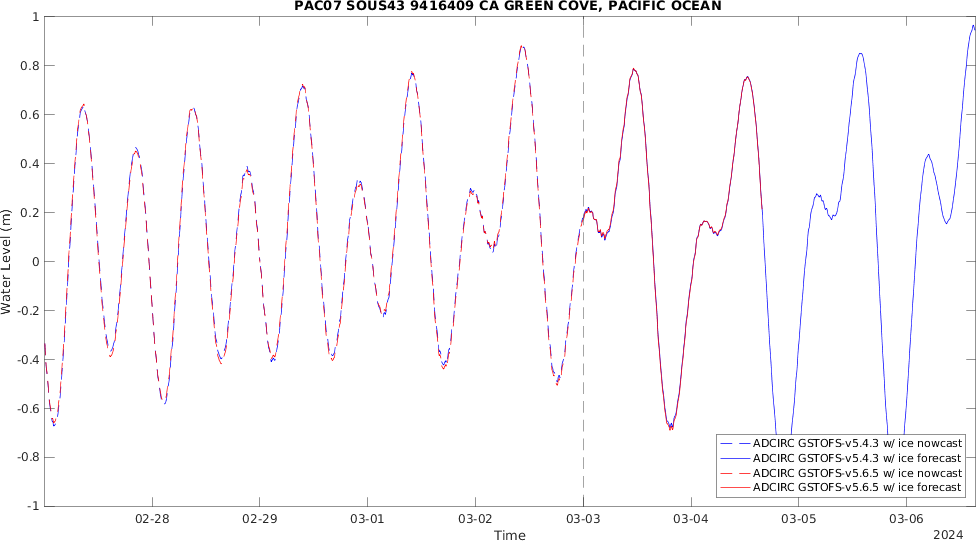 PAC07 SOUS43 9416409 CA GREEN COVE, PACIFIC OCEAN
1
0.8
0.6
0.4
0.2
0
-0.2
-0.4
-0.6
-0.8
-1
Water Level (m)
ADCIRC GSTOFS-v5.4.3 w/ ice nowcast
ADCIRC GSTOFS-v5.4.3 w/ ice forecast
ADCIRC GSTOFS-v5.6.5 w/ ice nowcast
ADCIRC GSTOFS-v5.6.5 w/ ice forecast
02-28 02-29 03-01 03-02 03-03 03-04 03-05 03-06
Time
2024